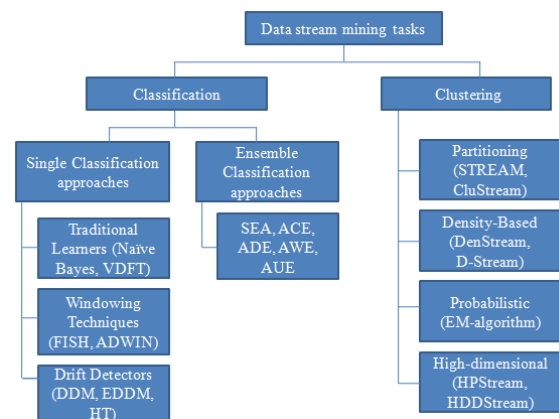 Data stream mining tasks
Classification
Clustering
Single Classification
approaches
Ensemble
Classification
approaches
Traditional
Learners (Naïve
Bayes, VDFT)
Windowing
Techniques
(FISH, ADWIN)
Drift Detectors
(DDM, EDDM,
HT)
SEA, ACE,
ADE, AWE,
AUE
Partitioning
(STREAM,
CluStream)
Density-Based
(DenStream,
D-Stream)
Probabilistic
(EM-algorithm)
High-dimensional
(HPStream,
HDDStream)